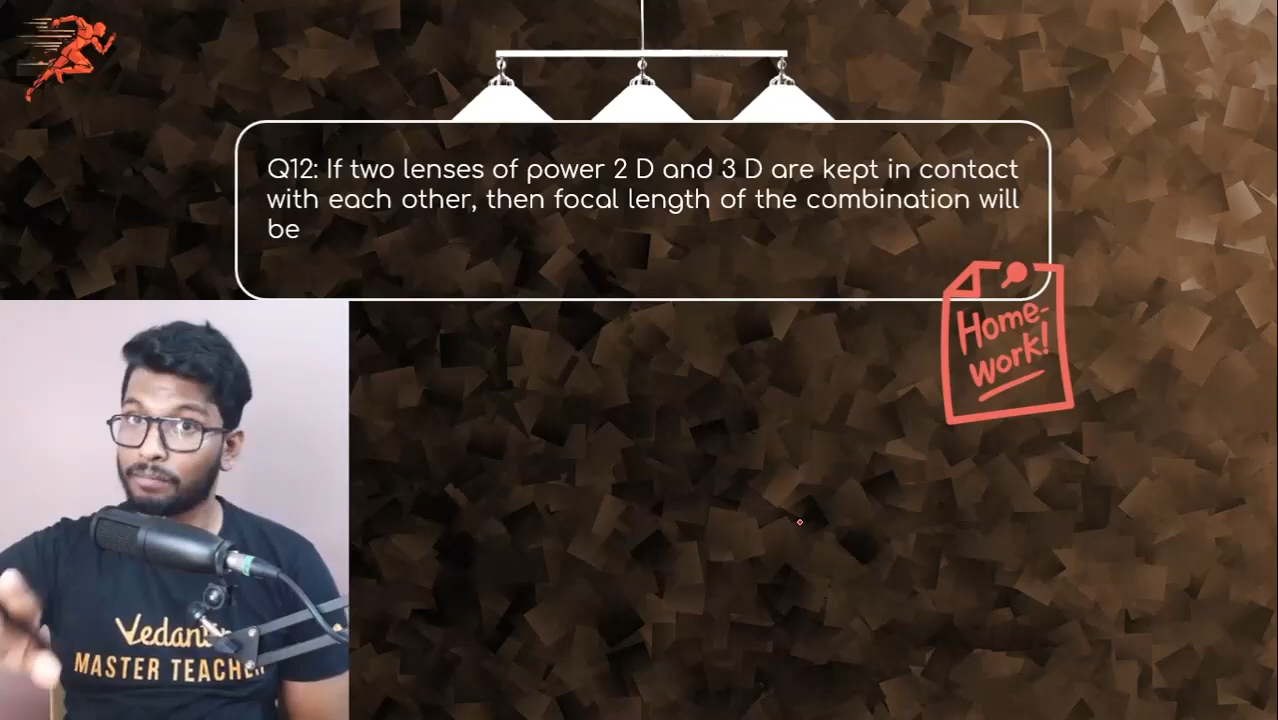 Q12: If two lenses of power 2 D and 3 D are kept in contact
with each other, then focal length of the combination will
be
Home-
work!
MASTER TEACHER